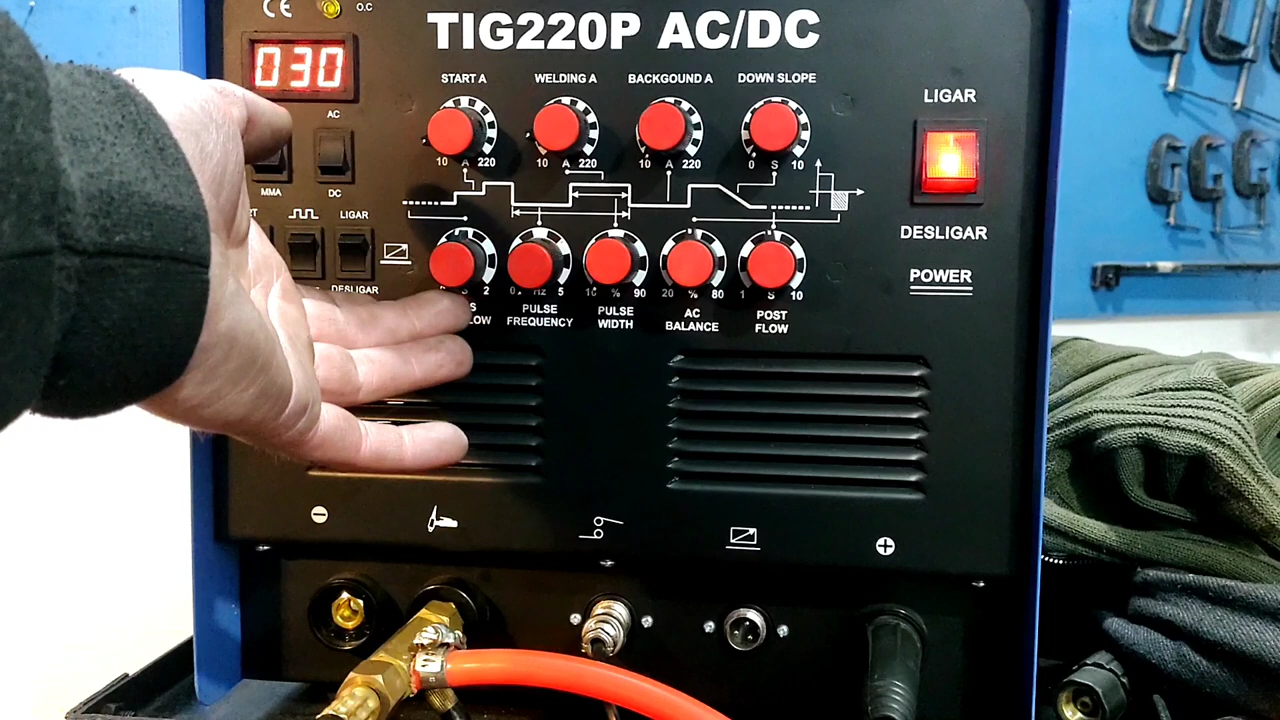 CE
O.C
TIG220P AC/DC
030
START A
WELDING A
BACKGOUND A
DOWN SLOPE
LIGAR
AC
10 A 220
10 A 220
10 A 220
0 S 10
MMA
DC
LIGAR
DESLIGAR
DESLIGAR
POWER
2
0 Hz 5
10 % 90
20 % 80
1 S 10
PULSE
FREQUENCY
PULSE
WIDTH
AC
BALANCE
POST
FLOW